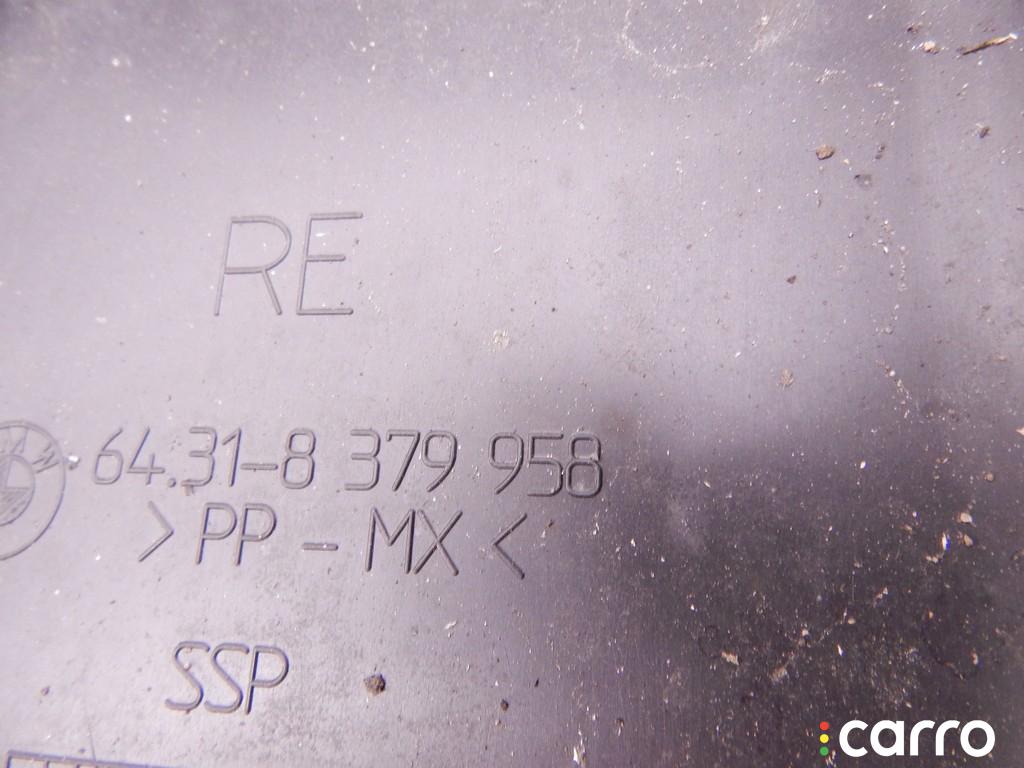 RE
64.31-8 379 958
>PP - MX<
SSP
carro